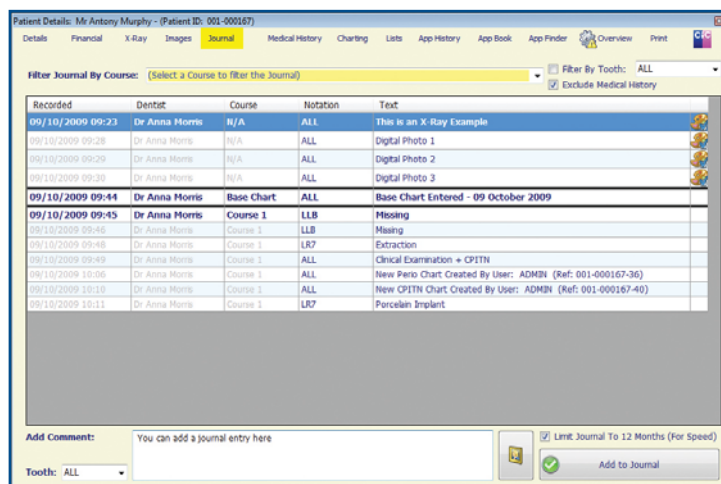 Patient Details: Mr Antony Murphy - (Patient ID: 001-000167)
Details Financial X-Ray Images Journal Medical History Charting Lists App History App Book App Finder Overview Print
Filter Journal By Course: (Select a Course to filter the Journal) Filter By Tooth: ALL
Exclude Medical History
Recorded Dentist Course Notation Text
09/10/2009 09:23 Dr Anna Morris N/A ALL This is an X-Ray Example
09/10/2009 09:28 Dr Anna Morris N/A ALL Digital Photo 1
09/10/2009 09:29 Dr Anna Morris N/A ALL Digital Photo 2
09/10/2009 09:30 Dr Anna Morris N/A ALL Digital Photo 3
09/10/2009 09:44 Dr Anna Morris Base Chart ALL Base Chart Entered - 09 October 2009
09/10/2009 09:45 Dr Anna Morris Course 1 LLB Missing
09/10/2009 09:46 Dr Anna Morris Course 1 LLB Missing
09/10/2009 09:48 Dr Anna Morris Course 1 LR7 Extraction
09/10/2009 09:49 Dr Anna Morris Course 1 ALL Clinical Examination + CPITN
09/10/2009 10:06 Dr Anna Morris Course 1 ALL New Perio Chart Created By User: ADMIN (Ref: 001-000167-36)
09/10/2009 10:10 Dr Anna Morris Course 1 ALL New CPITN Chart Created By User: ADMIN (Ref: 001-000167-40)
09/10/2009 10:11 Dr Anna Morris Course 1 LR7 Porcelain Implant
Add Comment: You can add a journal entry here
Limit Journal To 12 Months (For Speed)
Tooth: ALL
Add to Journal